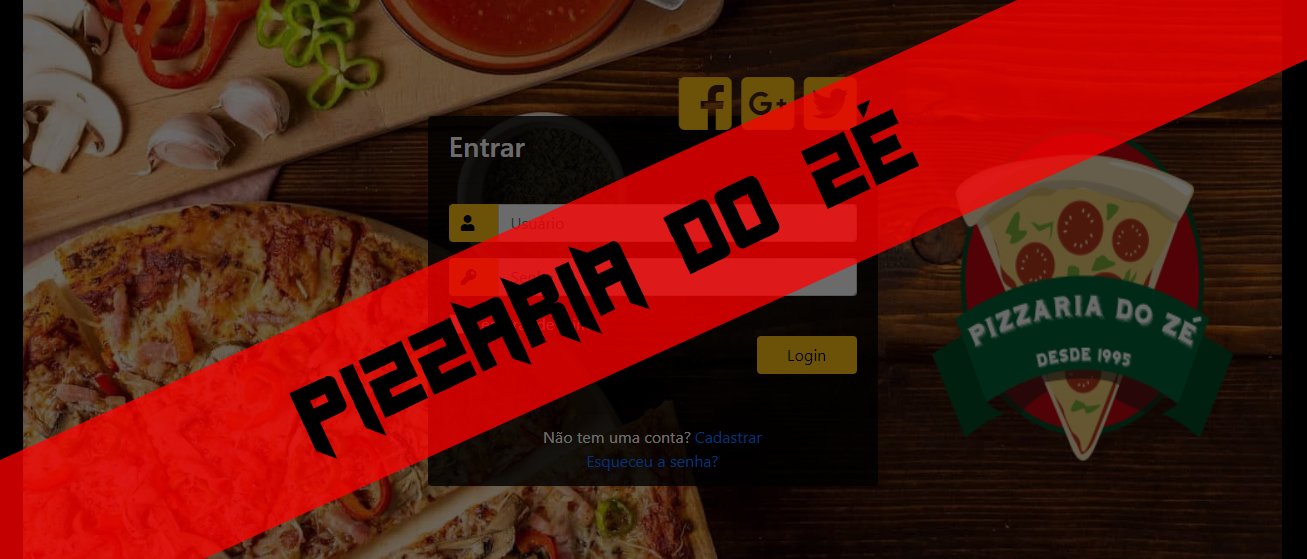 Entrar
Usuário
PIZZARIA DO ZÉ
Login
Não tem uma conta? Cadastrar
Esqueceu a senha?
PIZZARIA DO ZÉ
DESDE 1995